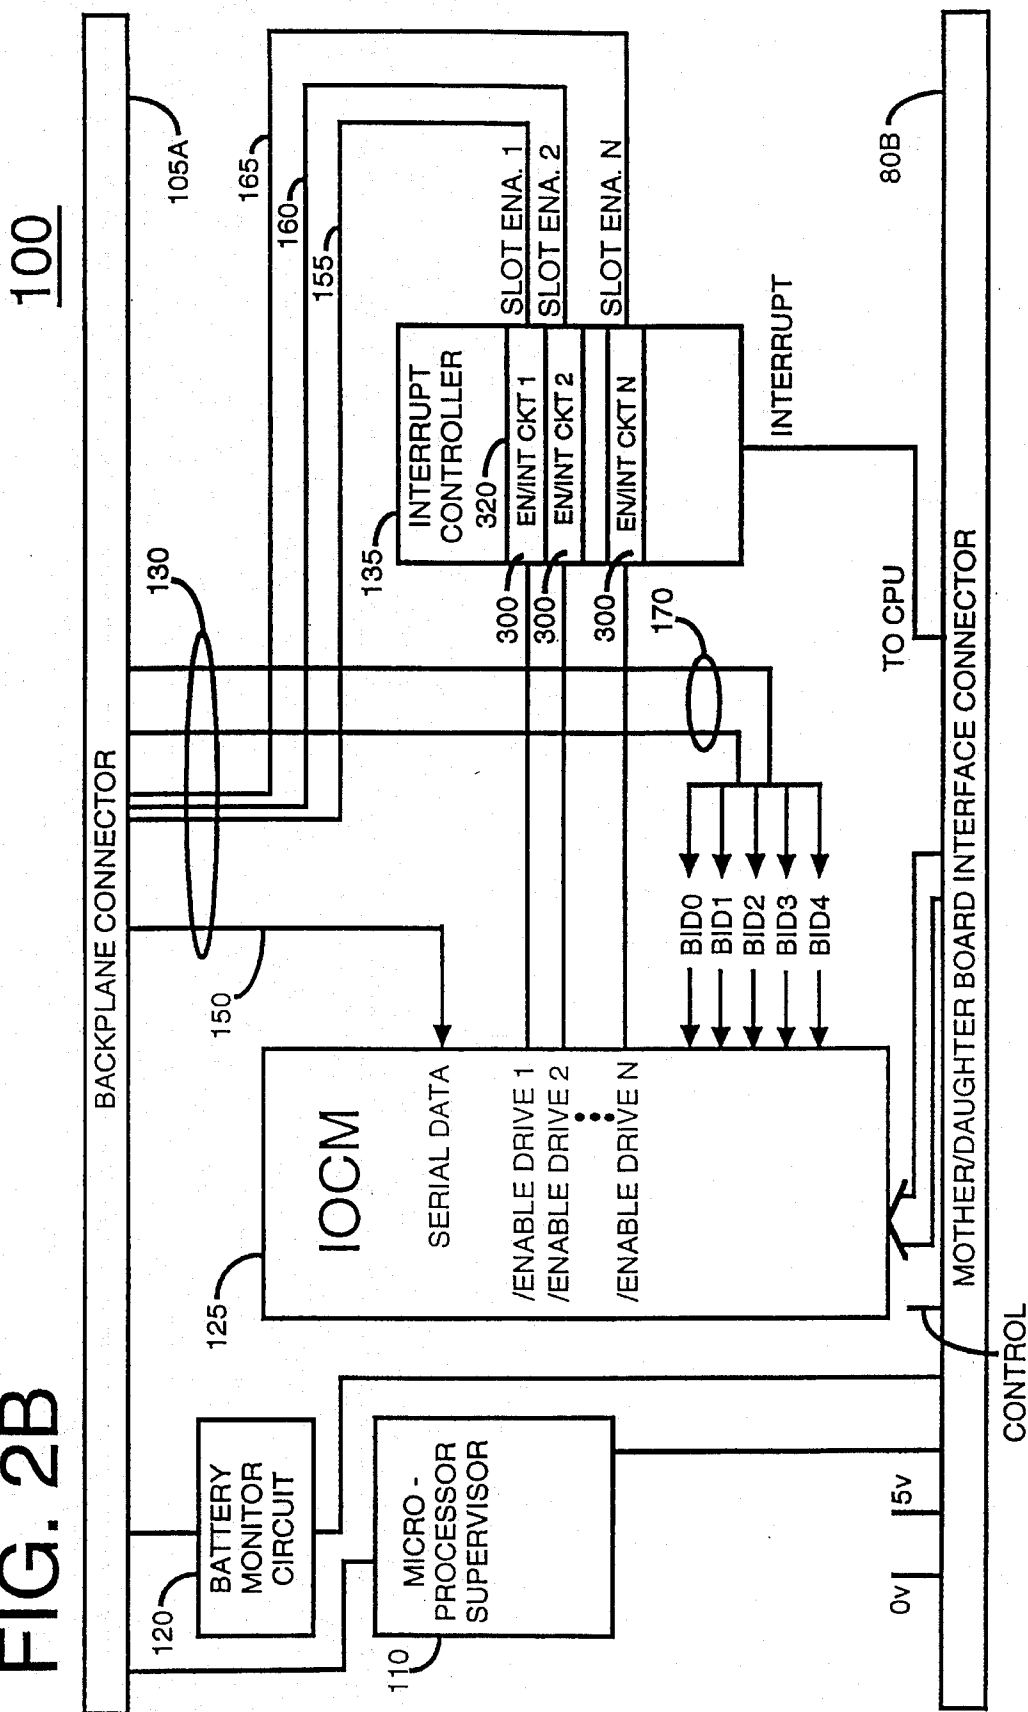 FIG. 2B
100
BACKPLANE CONNECTOR
105A
130
165
160
155
150
120
BATTERY
MONITOR
CIRCUIT
110
MICRO -
PROCESSOR
SUPERVISOR
125
IOCM
SERIAL DATA
/ENABLE DRIVE 1
/ENABLE DRIVE 2
/ENABLE DRIVE N
135
INTERRUPT
CONTROLLER
320
300
EN/INT CKT 1
SLOT ENA. 1
300
EN/INT CKT 2
SLOT ENA. 2
300
EN/INT CKT N
SLOT ENA. N
170
BID0
BID1
BID2
BID3
BID4
INTERRUPT
TO CPU
80B
0v
5v
MOTHER/DAUGHTER BOARD INTERFACE CONNECTOR
CONTROL